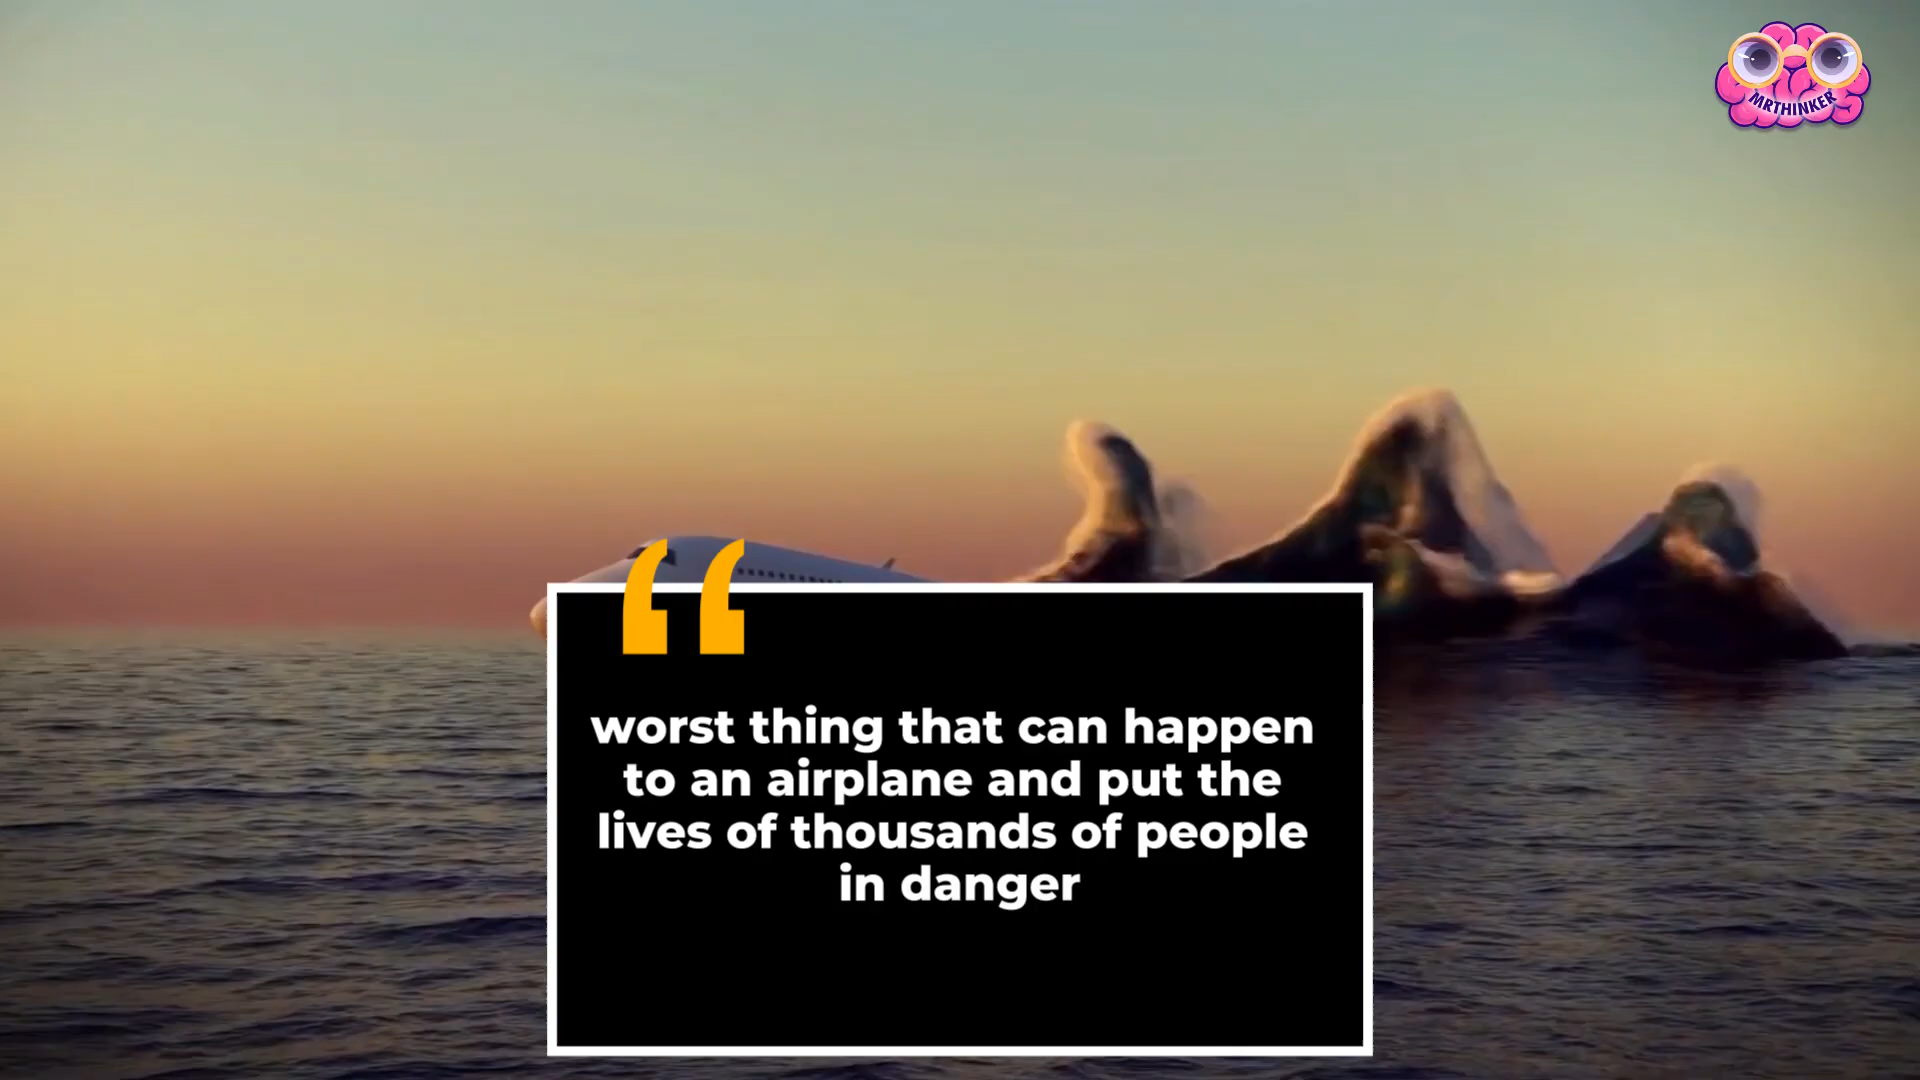 MRTHINKER
“
worst thing that can happen
to an airplane and put the
lives of thousands of people
in danger